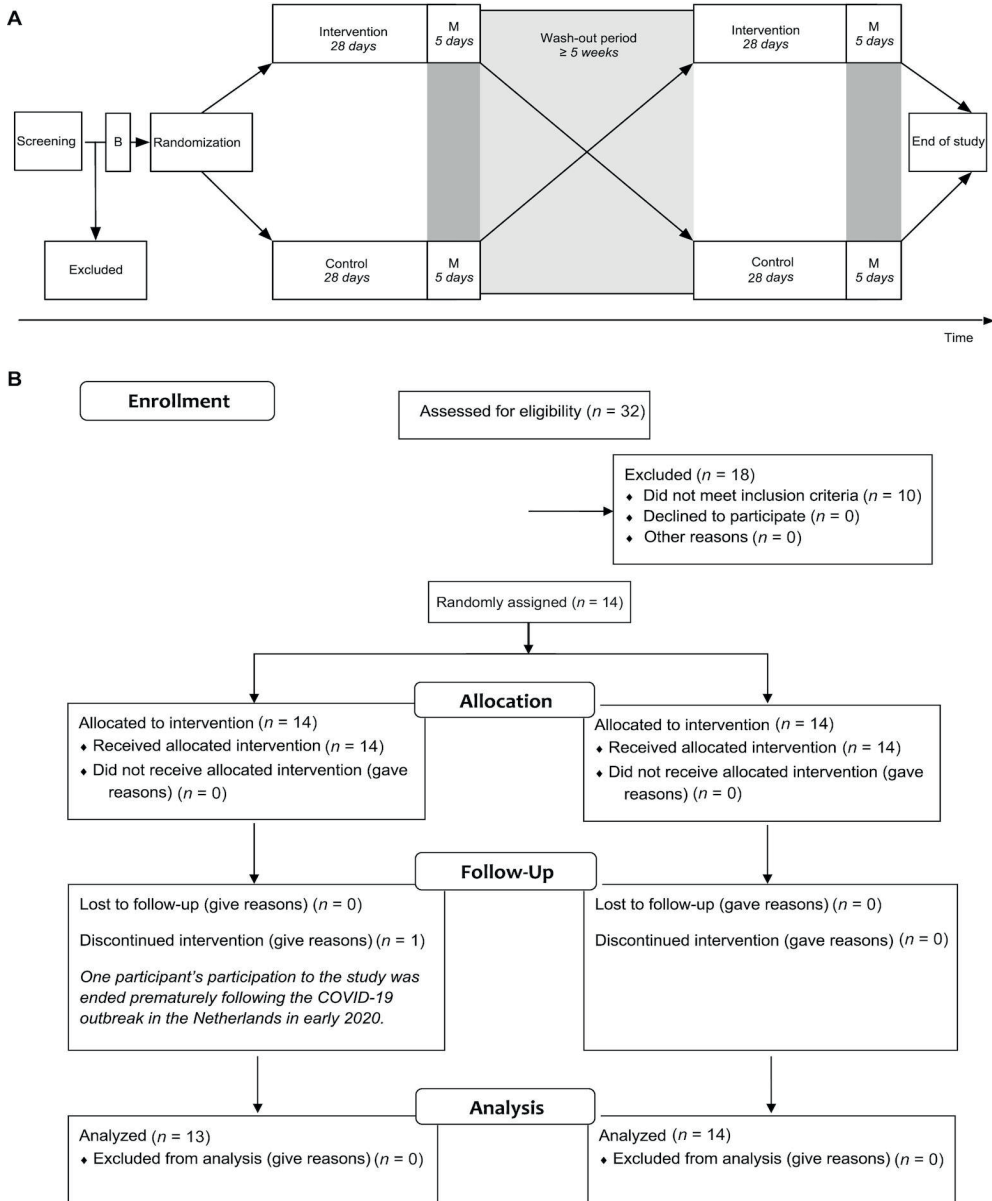 A
Intervention
28 days
M
5 days
Wash-out period
≥ 5 weeks
Intervention
28 days
M
5 days
Screening
B
Randomization
End of study
Excluded
Control
28 days
M
5 days
Control
28 days
M
5 days
Time
B
Enrollment
Assessed for eligibility (n = 32)
Excluded (n = 18)
♦ Did not meet inclusion criteria (n = 10)
♦ Declined to participate (n = 0)
♦ Other reasons (n = 0)
Randomly assigned (n = 14)
Allocation
Allocated to intervention (n = 14)
♦ Received allocated intervention (n = 14)
♦ Did not receive allocated intervention (gave
reasons) (n = 0)
Allocated to intervention (n = 14)
♦ Received allocated intervention (n = 14)
♦ Did not receive allocated intervention (gave
reasons) (n = 0)
Follow-Up
Lost to follow-up (give reasons) (n = 0)
Discontinued intervention (give reasons) (n = 1)
One participant's participation to the study was
ended prematurely following the COVID-19
outbreak in the Netherlands in early 2020.
Lost to follow-up (gave reasons) (n = 0)
Discontinued intervention (gave reasons) (n = 0)
Analysis
Analyzed (n = 13)
♦ Excluded from analysis (give reasons) (n = 0)
Analyzed (n = 14)
♦ Excluded from analysis (give reasons) (n = 0)